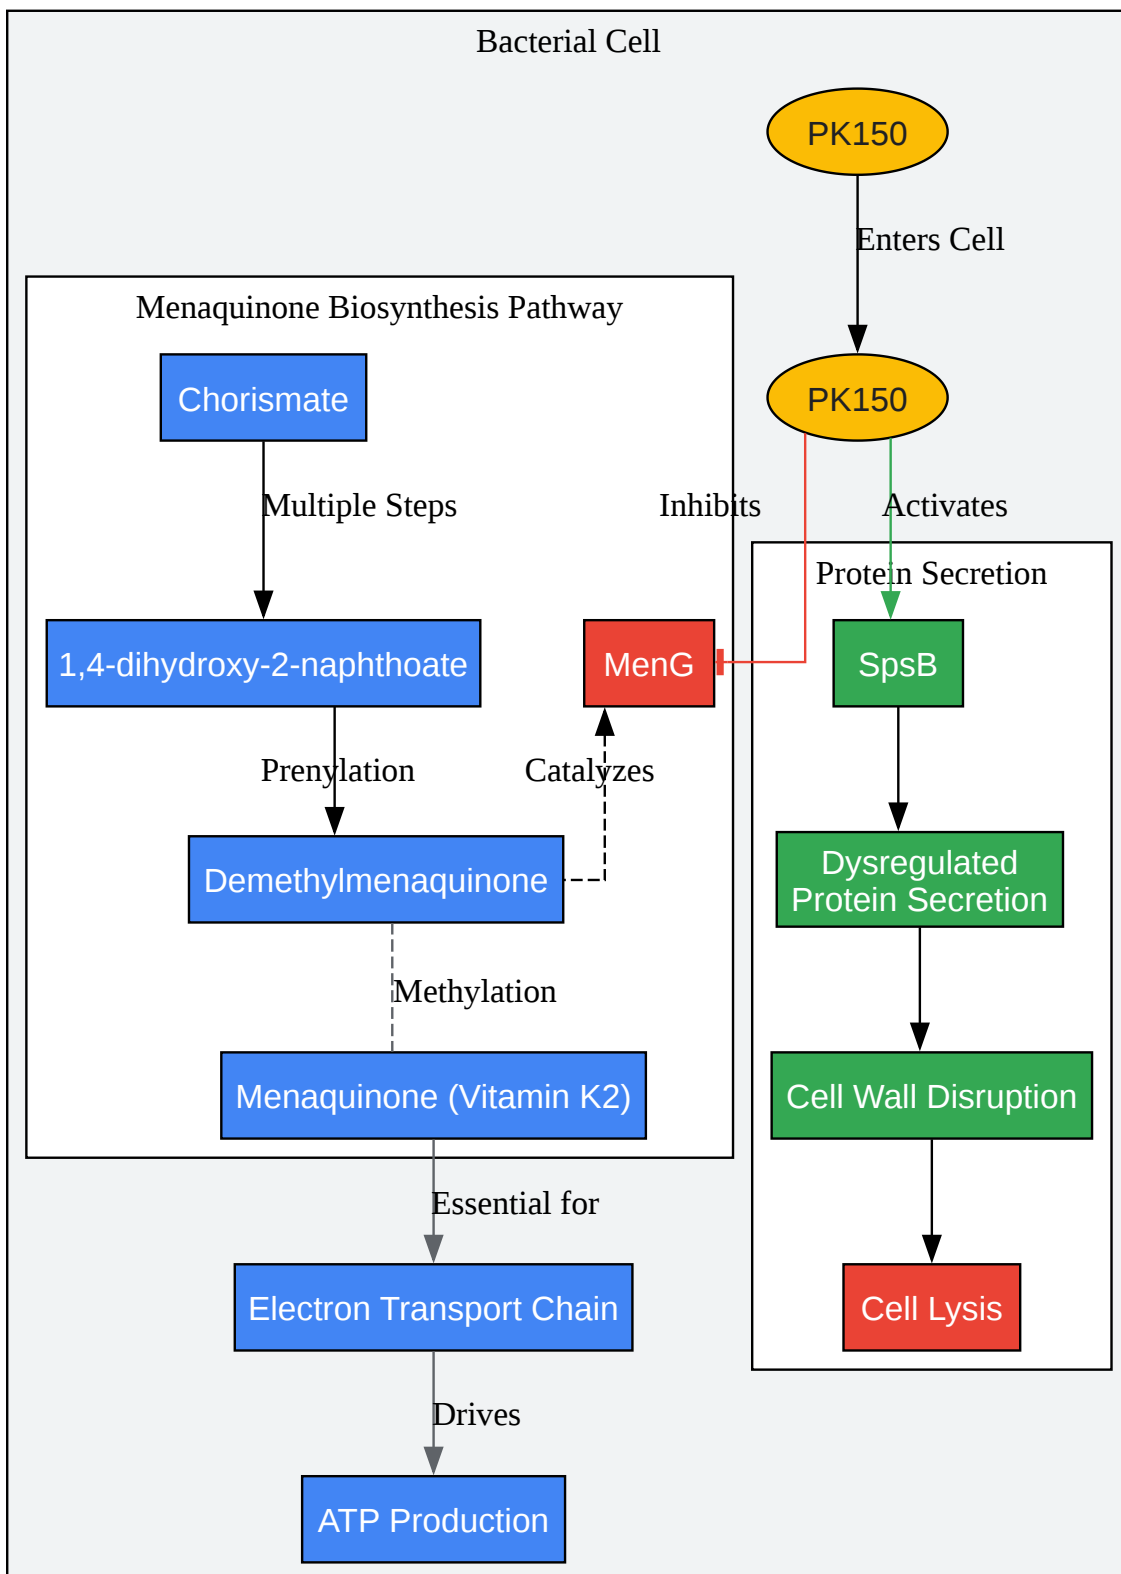 Bacterial Cell
PK150
Enters Cell
Menaquinone Biosynthesis Pathway
Chorismate
PK150
Multiple Steps
Inhibits
Activates
Protein Secretion
1,4-dihydroxy-2-naphthoate
MenG
SpsB
Prenylation
Catalyzes
Demethylmenaquinone
Dysregulated
Protein Secretion
Methylation
Menaquinone (Vitamin K2)
Cell Wall Disruption
Essential for
Electron Transport Chain
Cell Lysis
Drives
ATP Production